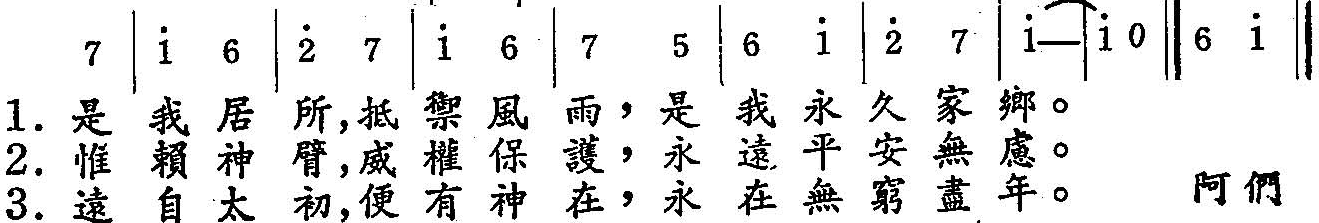 7 | i̇ 6 | 2̇ 7 | i̇ 6 | 7 5 | 6 i̇ | 2̇ 7 | i̇— | i̇ 0 ‖ 6 i̇ ‖
1. 是我居所,抵禦風雨,是我永久家鄉。
2. 惟賴神臂,威權保護,永遠平安無慮。
3. 遠自太初,便有神在,永在無窮盡年。 阿們